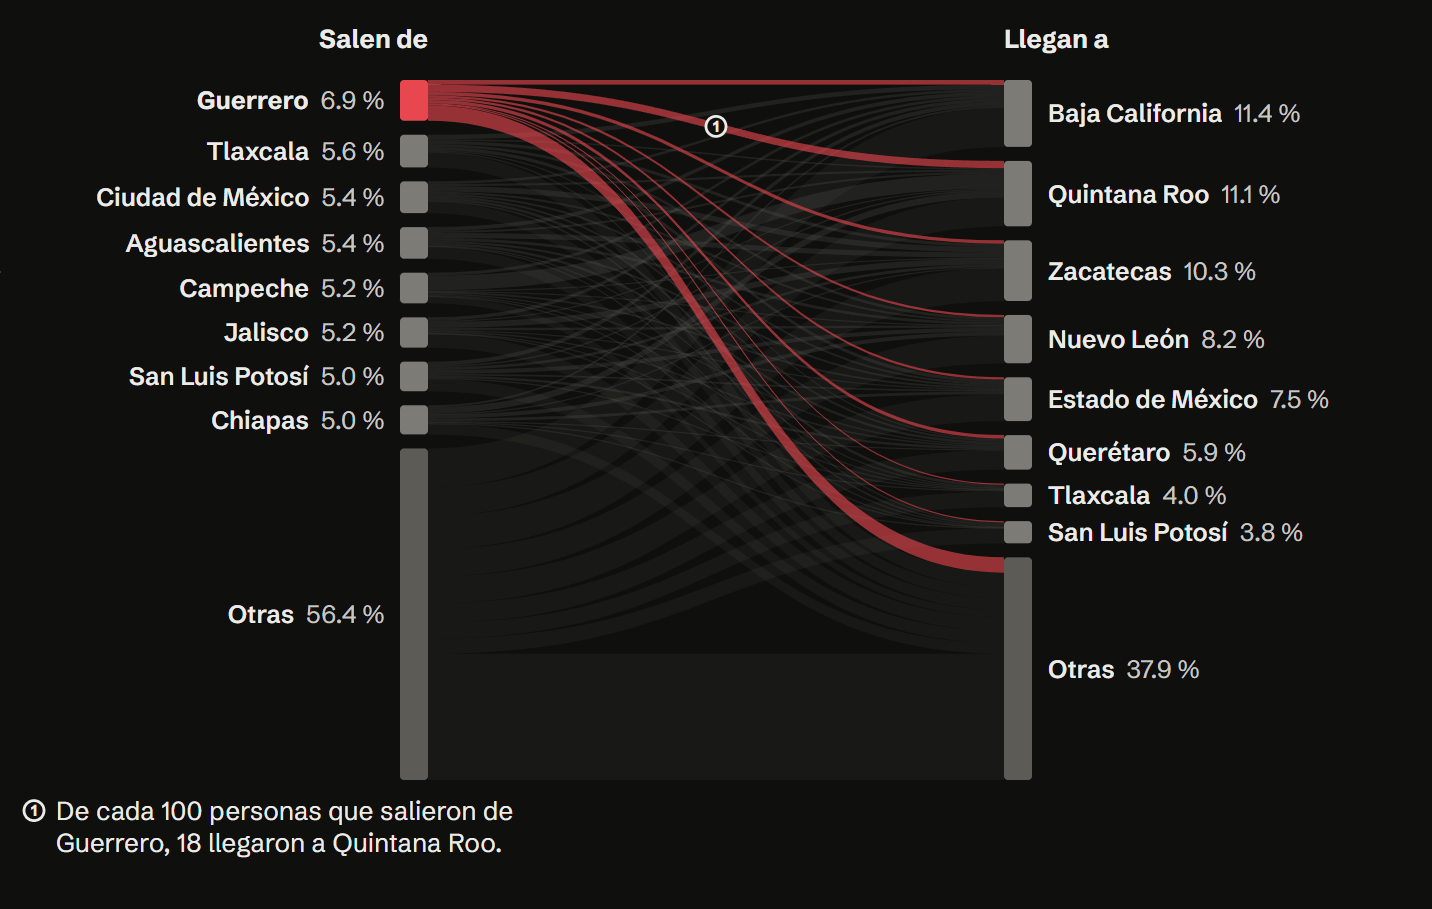 Salen de
Llegan a
Guerrero 6.9 %
Tlaxcala 5.6 %
Ciudad de México 5.4 %
Aguascalientes 5.4 %
Campeche 5.2 %
Jalisco 5.2 %
San Luis Potosí 5.0 %
Chiapas 5.0 %
Otras 56.4 %
1
Baja California 11.4 %
Quintana Roo 11.1 %
Zacatecas 10.3 %
Nuevo León 8.2 %
Estado de México 7.5 %
Querétaro 5.9 %
Tlaxcala 4.0 %
San Luis Potosí 3.8 %
Otras 37.9 %
1 De cada 100 personas que salieron de
Guerrero, 18 llegaron a Quintana Roo.